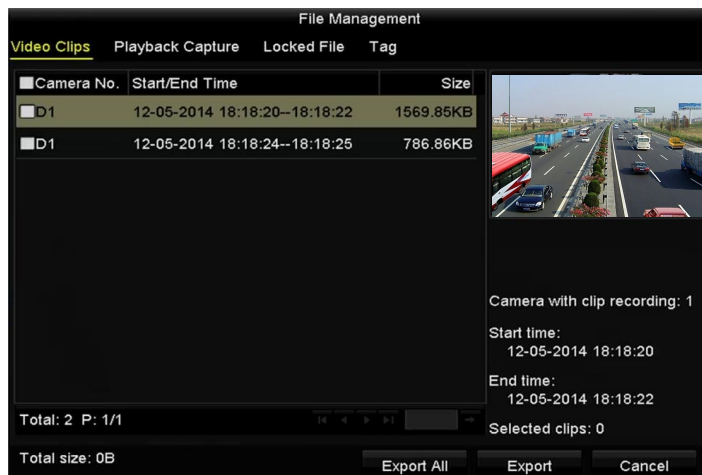 File Management
Video Clips Playback Capture Locked File Tag
Camera No. Start/End Time Size
D1 12-05-2014 18:18:20--18:18:22 1569.85KB
D1 12-05-2014 18:18:24--18:18:25 786.86KB
Camera with clip recording: 1
Start time:
12-05-2014 18:18:20
End time:
12-05-2014 18:18:22
Selected clips: 0
Total: 2 P: 1/1
Total size: 0B
Export All Export Cancel